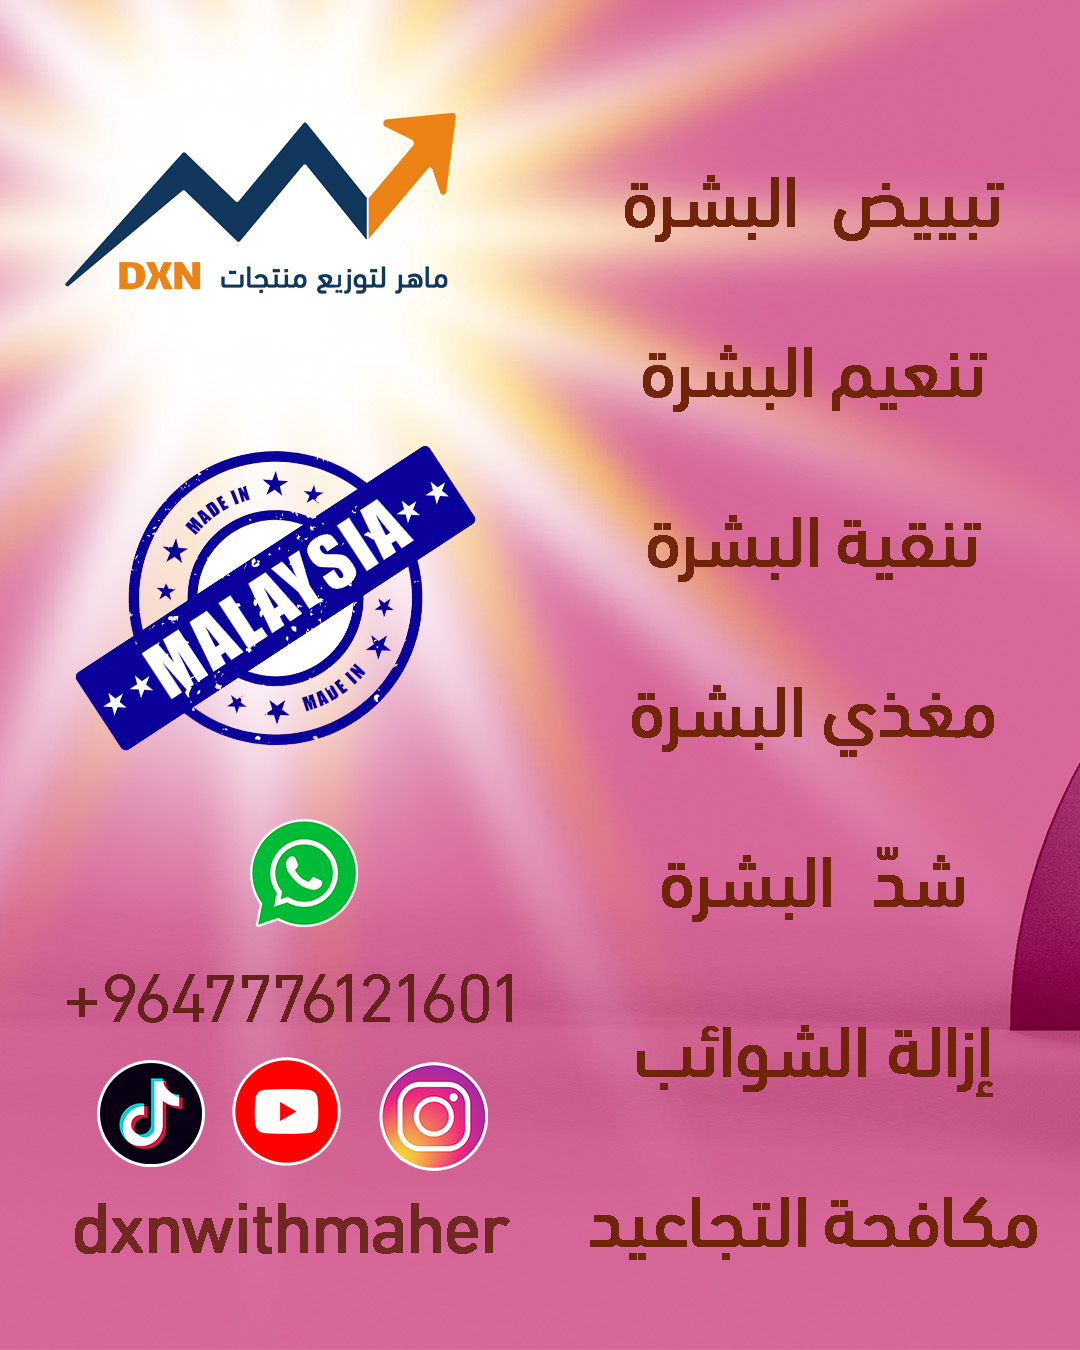 ماهر لتوزيع منتجات DXN
MADE IN
MALAYSIA
MADE IN
+9647776121601
dxnwithmaher
تبييض البشرة
تنعيم البشرة
تنقية البشرة
مغذي البشرة
شدّ البشرة
إزالة الشوائب
مكافحة التجاعيد